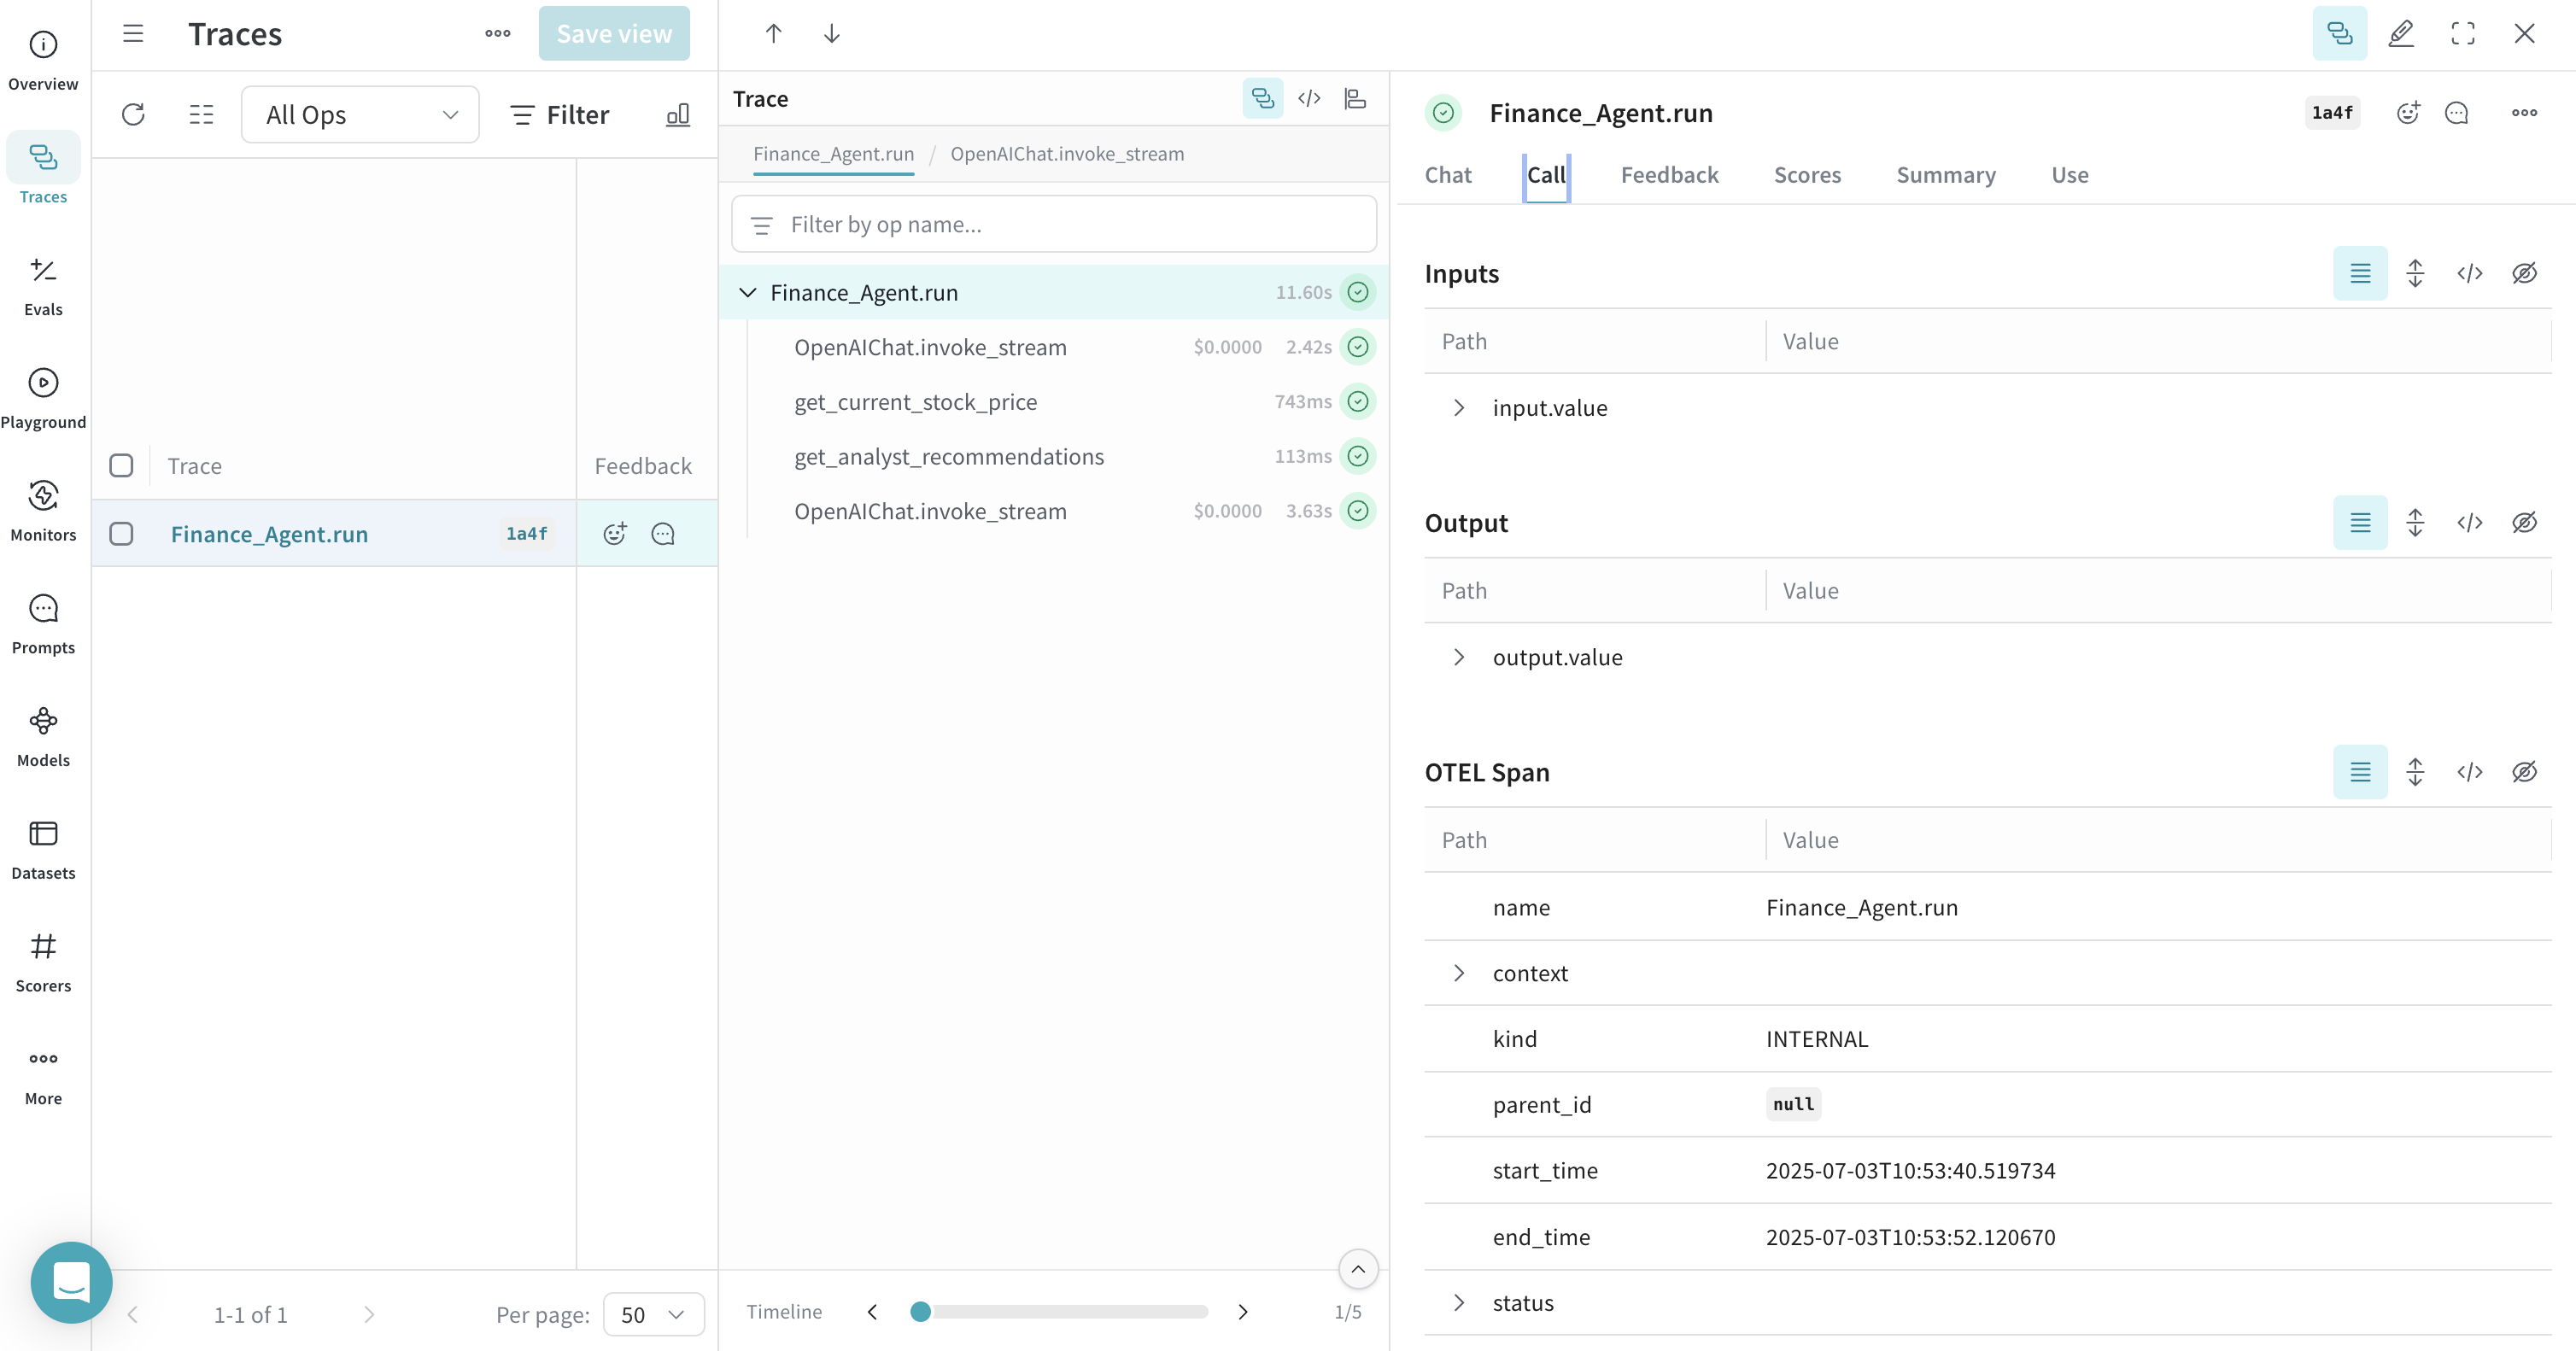 Overview
Traces
Evals
Playground
Monitors
Prompts
Models
Datasets
Scorers
More
Traces
Save view
All Ops
Filter
Trace
Feedback
Finance_Agent.run
1a4f
1-1 of 1
Per page:
50
Trace
Finance_Agent.run / OpenAIChat.invoke_stream
Filter by op name...
Finance_Agent.run 11.60s
OpenAIChat.invoke_stream $0.0000 2.42s
get_current_stock_price 743ms
get_analyst_recommendations 113ms
OpenAIChat.invoke_stream $0.0000 3.63s
Timeline
1/5
Finance_Agent.run
1a4f
Chat Call Feedback Scores Summary Use
Inputs
Path Value
input.value
Output
Path Value
output.value
OTEL Span
Path Value
name Finance_Agent.run
context
kind INTERNAL
parent_id null
start_time 2025-07-03T10:53:40.519734
end_time 2025-07-03T10:53:52.120670
status